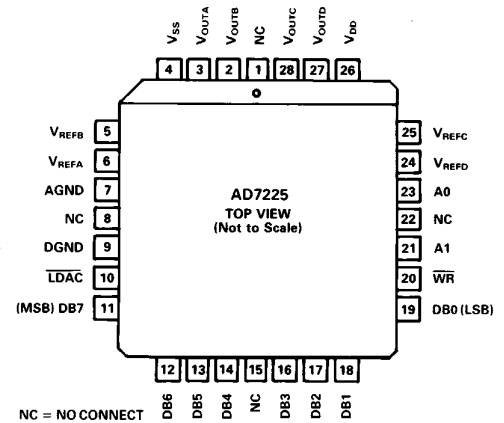 VSS VOUTA VOUTB NC VOUTC VOUTD VDD
4 3 2 1 28 27 26
VREFB 5
VREFA 6
AGND 7
NC 8
DGND 9
LDAC 10
(MSB) DB7 11
AD7225
TOP VIEW
(Not to Scale)
25 VREFC
24 VREFD
23 A0
22 NC
21 A1
20 WR
19 DB0 (LSB)
12 13 14 15 16 17 18
DB6 DB5 DB4 NC DB3 DB2 DB1
NC = NO CONNECT